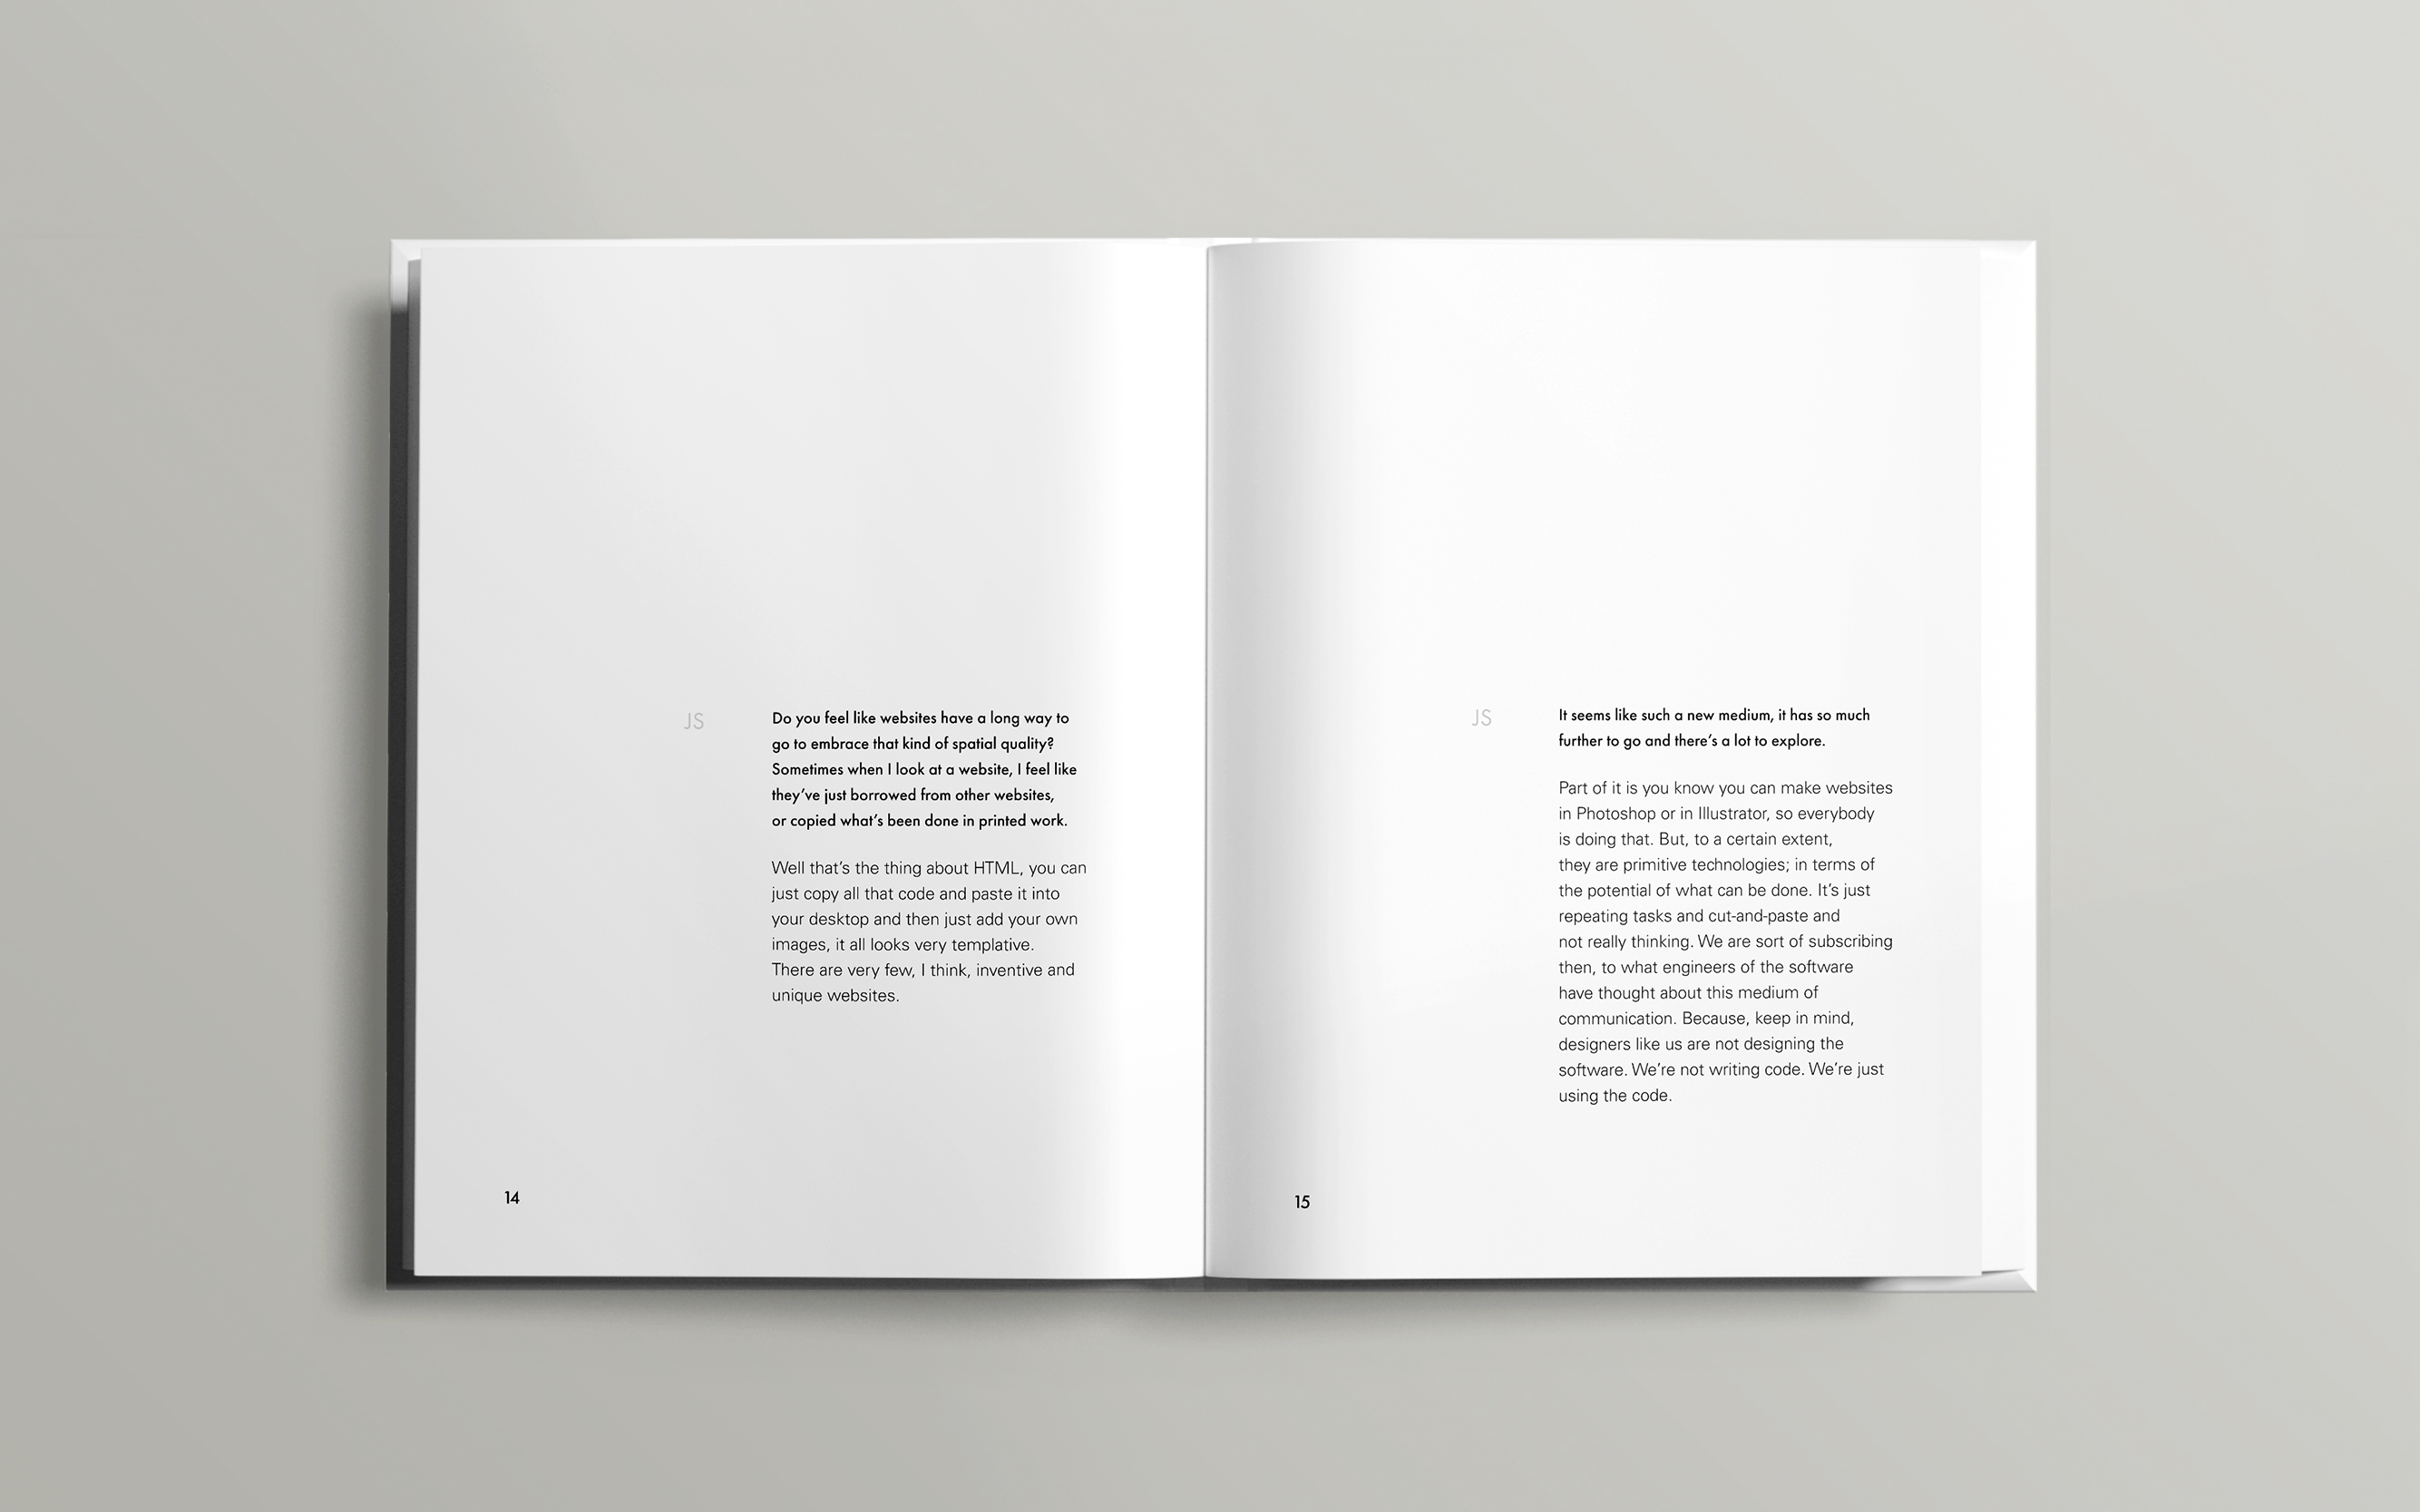 JS
Do you feel like websites have a long way to
go to embrace that kind of spatial quality?
Sometimes when I look at a website, I feel like
they've just borrowed from other websites,
or copied what's been done in printed work.
Well that's the thing about HTML, you can
just copy all that code and paste it into
your desktop and then just add your own
images, it all looks very templative.
There are very few, I think, inventive and
unique websites.
14
JS
It seems like such a new medium, it has so much
further to go and there's a lot to explore.
Part of it is you know you can make websites
in Photoshop or in Illustrator, so everybody
is doing that. But, to a certain extent,
they are primitive technologies; in terms of
the potential of what can be done. It's just
repeating tasks and cut-and-paste and
not really thinking. We are sort of subscribing
then, to what engineers of the software
have thought about this medium of
communication. Because, keep in mind,
designers like us are not designing the
software. We're not writing code. We're just
using the code.
15